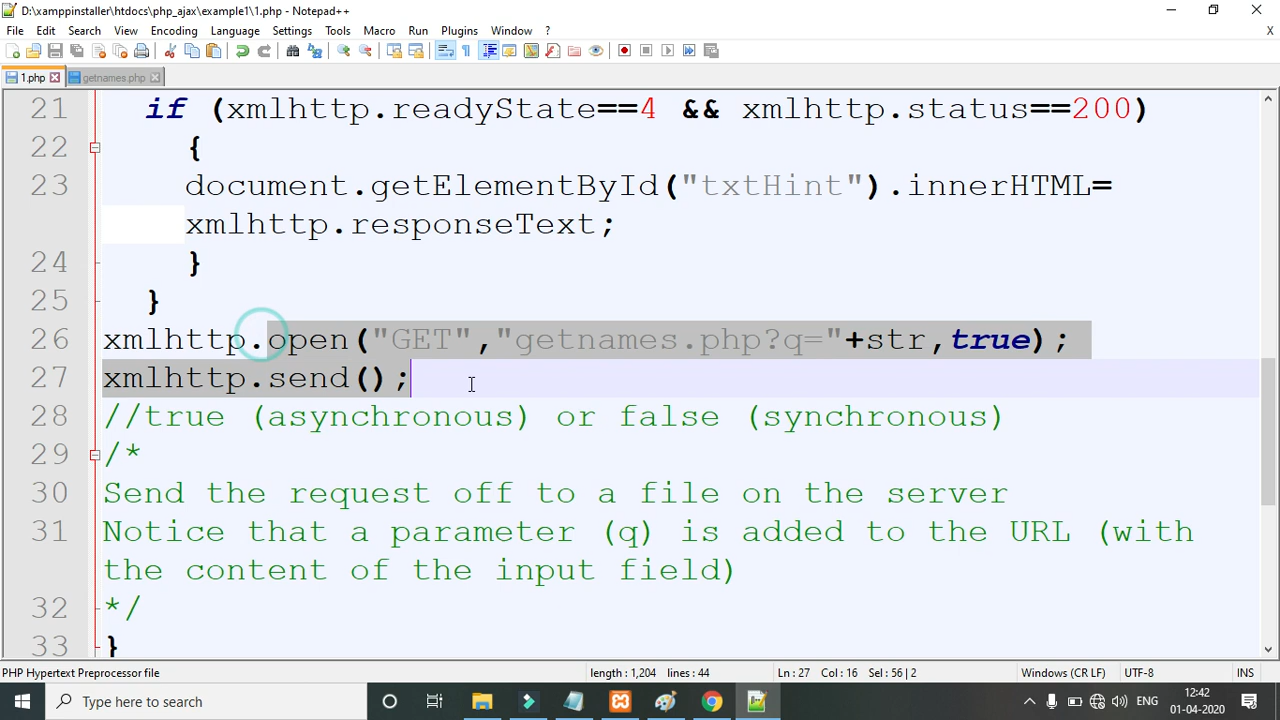 D:\xamppinstaller\htdocs\php_ajax\example1\1.php - Notepad++
File Edit Search View Encoding Language Settings Tools Macro Run Plugins Window ? X
1.php getnames.php
21 if (xmlhttp.readyState==4 && xmlhttp.status==200)
22 {
23 document.getElementById("txtHint").innerHTML=
xmlhttp.responseText;
24 }
25 }
26 xmlhttp.open("GET","getnames.php?q="+str,true);
27 xmlhttp.send();
28 //true (asynchronous) or false (synchronous)
29 /*
30 Send the request off to a file on the server
31 Notice that a parameter (q) is added to the URL (with
the content of the input field)
32 */
33 }
PHP Hypertext Preprocessor file length : 1,204 lines : 44 Ln : 27 Col : 16 Sel : 56 | 2 Windows (CR LF) UTF-8 INS
Type here to search ENG 12:42
01-04-2020